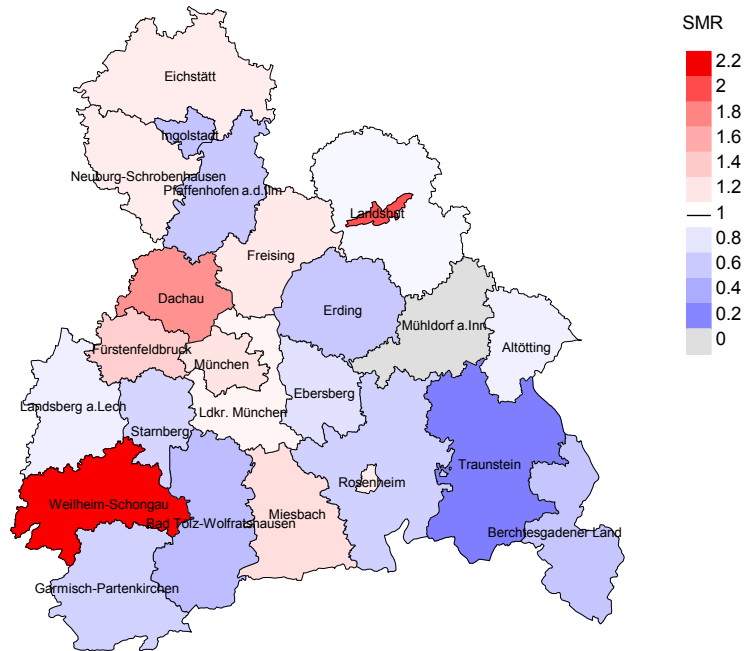 SMR
2.2
2
1.8
1.6
1.4
1.2
1
0.8
0.6
0.4
0.2
0
Eichstätt
Ingolstadt
Neuburg-Schrobenhausen
Pfaffenhofen a.d.Ilm
Landshut
Freising
Dachau
Erding
Mühldorf a.Inn
Altötting
Fürstenfeldbruck
München
Ebersberg
Landsberg a.Lech
Ldkr. München
Starnberg
Traunstein
Rosenheim
Weilheim-Schongau
Miesbach
Bad Tölz-Wolfratshausen
Berchtesgadener Land
Garmisch-Partenkirchen